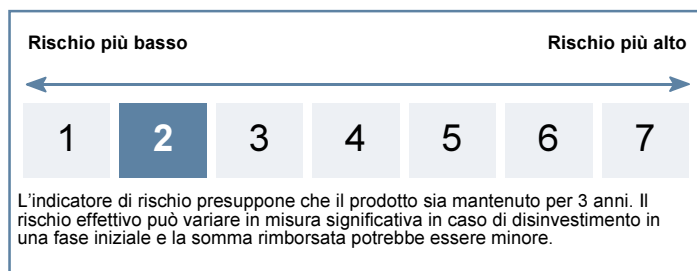 Rischio più basso Rischio più alto
1 2 3 4 5 6 7
L'indicatore di rischio presuppone che il prodotto sia mantenuto per 3 anni. Il
rischio effettivo può variare in misura significativa in caso di disinvestimento in
una fase iniziale e la somma rimborsata potrebbe essere minore.